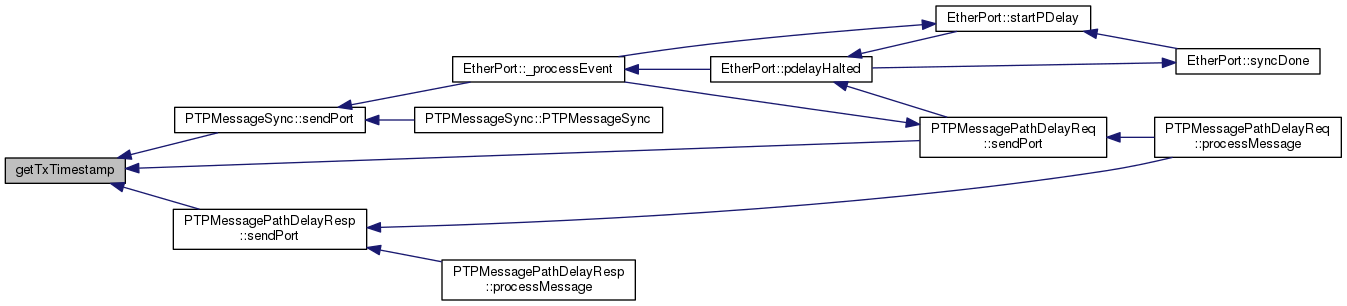 getTxTimestamp
PTPMessageSync::sendPort
PTPMessagePathDelayResp
::sendPort
EtherPort::_processEvent
PTPMessageSync::PTPMessageSync
PTPMessagePathDelayResp
::processMessage
EtherPort::pdelayHalted
EtherPort::startPDelay
PTPMessagePathDelayReq
::sendPort
EtherPort::syncDone
PTPMessagePathDelayReq
::processMessage